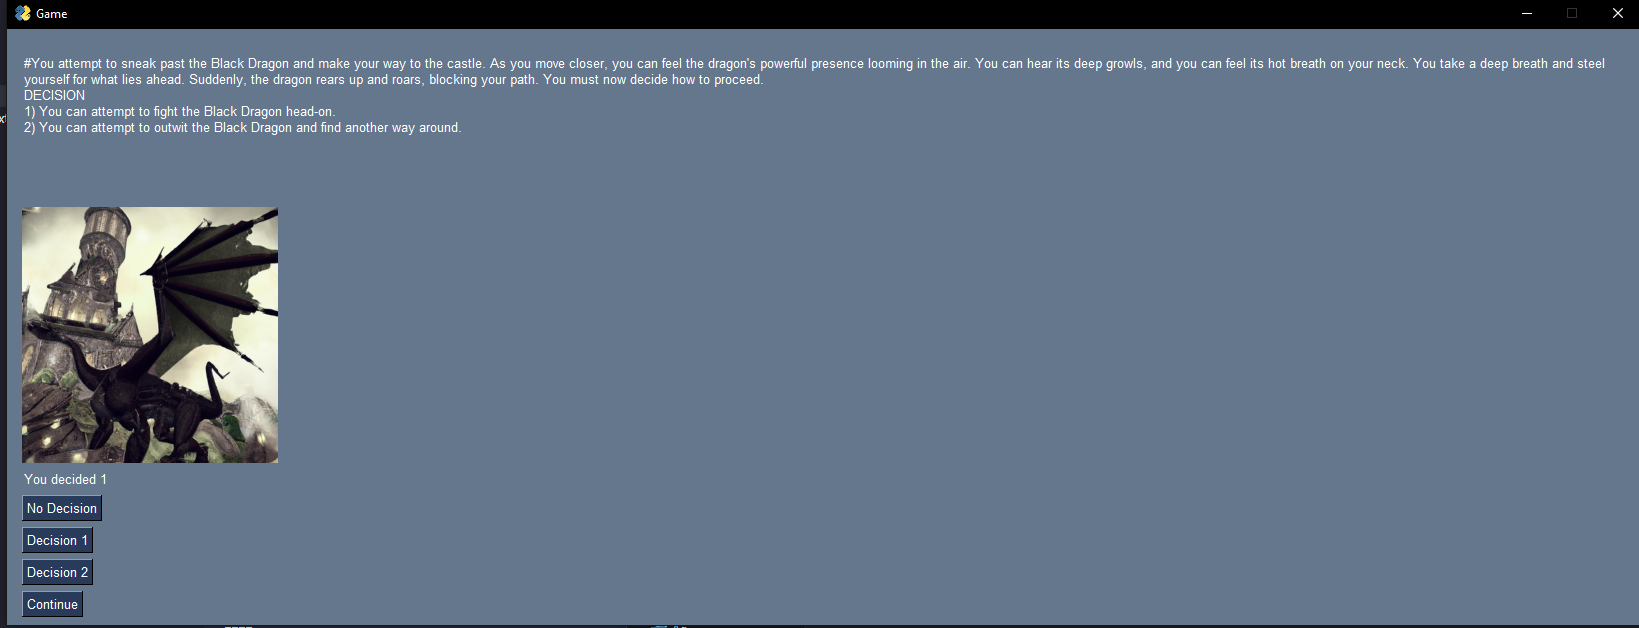 Game
#You attempt to sneak past the Black Dragon and make your way to the castle. As you move closer, you can feel the dragon's powerful presence looming in the air. You can hear its deep growls, and you can feel its hot breath on your neck. You take a deep breath and steel
yourself for what lies ahead. Suddenly, the dragon rears up and roars, blocking your path. You must now decide how to proceed.
DECISION
1) You can attempt to fight the Black Dragon head-on.
2) You can attempt to outwit the Black Dragon and find another way around.
You decided 1
No Decision
Decision 1
Decision 2
Continue